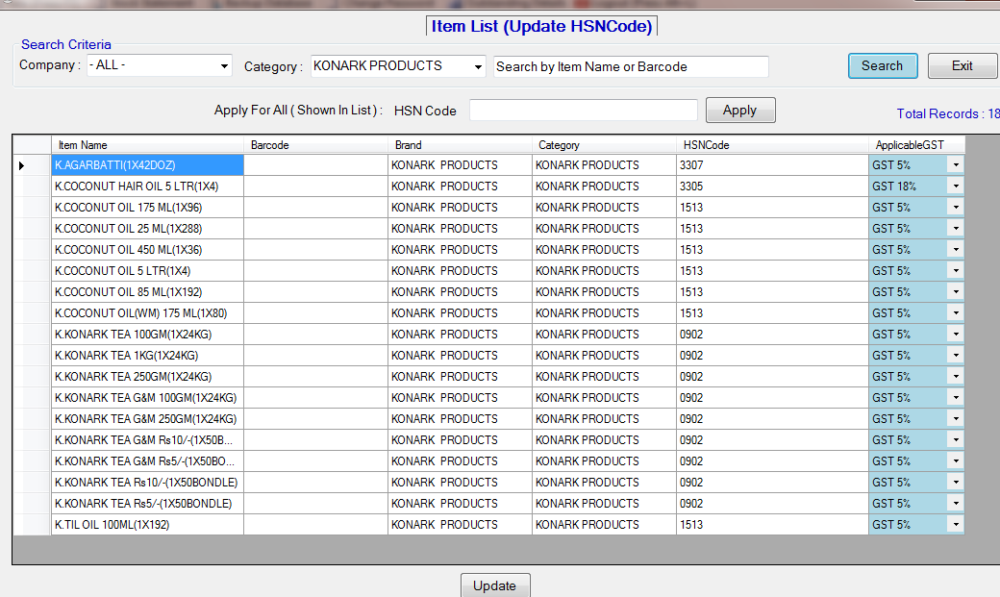 Item List (Update HSNCode)
Search Criteria
Company : - ALL - Category : KONARK PRODUCTS Search by Item Name or Barcode Search Exit
Apply For All ( Shown In List ) : HSN Code Apply
Total Records : 18
Item Name Barcode Brand Category HSNCode ApplicableGST
K.AGARBATTI(1X42DOZ) KONARK PRODUCTS KONARK PRODUCTS 3307 GST 5%
K.COCONUT HAIR OIL 5 LTR(1X4) KONARK PRODUCTS KONARK PRODUCTS 3305 GST 18%
K.COCONUT OIL 175 ML(1X96) KONARK PRODUCTS KONARK PRODUCTS 1513 GST 5%
K.COCONUT OIL 25 ML(1X288) KONARK PRODUCTS KONARK PRODUCTS 1513 GST 5%
K.COCONUT OIL 450 ML(1X36) KONARK PRODUCTS KONARK PRODUCTS 1513 GST 5%
K.COCONUT OIL 5 LTR(1X4) KONARK PRODUCTS KONARK PRODUCTS 1513 GST 5%
K.COCONUT OIL 85 ML(1X192) KONARK PRODUCTS KONARK PRODUCTS 1513 GST 5%
K.COCONUT OIL(WM) 175 ML(1X80) KONARK PRODUCTS KONARK PRODUCTS 1513 GST 5%
K.KONARK TEA 100GM(1X24KG) KONARK PRODUCTS KONARK PRODUCTS 0902 GST 5%
K.KONARK TEA 1KG(1X24KG) KONARK PRODUCTS KONARK PRODUCTS 0902 GST 5%
K.KONARK TEA 250GM(1X24KG) KONARK PRODUCTS KONARK PRODUCTS 0902 GST 5%
K.KONARK TEA G&M 100GM(1X24KG) KONARK PRODUCTS KONARK PRODUCTS 0902 GST 5%
K.KONARK TEA G&M 250GM(1X24KG) KONARK PRODUCTS KONARK PRODUCTS 0902 GST 5%
K.KONARK TEA G&M Rs10/-(1X50B... KONARK PRODUCTS KONARK PRODUCTS 0902 GST 5%
K.KONARK TEA G&M Rs5/-(1X50BO... KONARK PRODUCTS KONARK PRODUCTS 0902 GST 5%
K.KONARK TEA Rs10/-(1X50BONDLE) KONARK PRODUCTS KONARK PRODUCTS 0902 GST 5%
K.KONARK TEA Rs5/-(1X50BONDLE) KONARK PRODUCTS KONARK PRODUCTS 0902 GST 5%
K.TIL OIL 100ML(1X192) KONARK PRODUCTS KONARK PRODUCTS 1513 GST 5%
Update